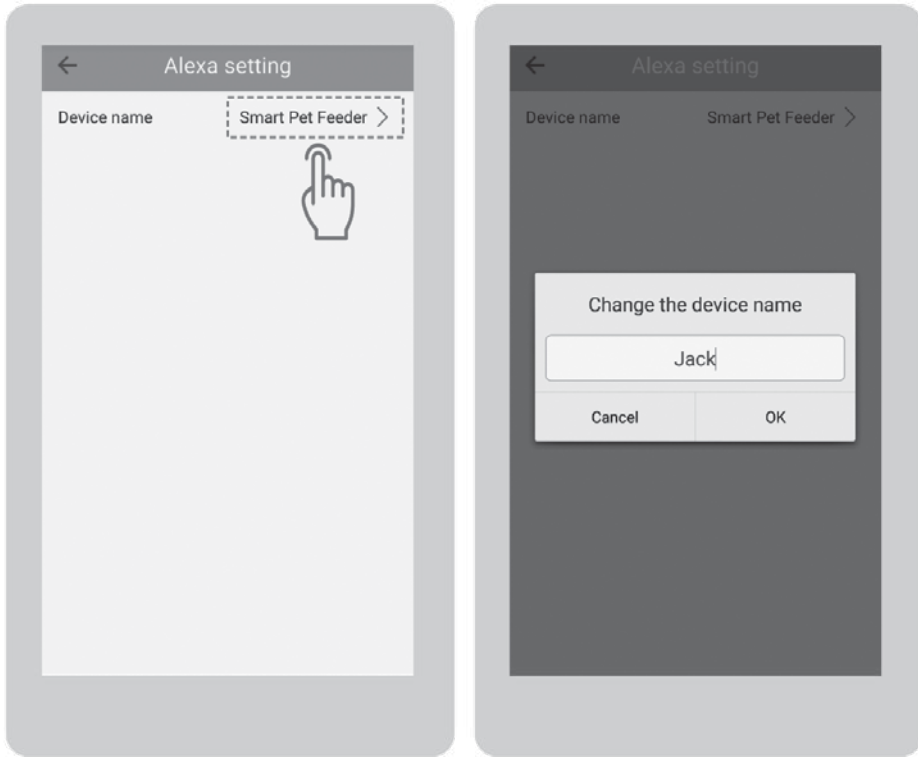 Alexa setting
Device name Smart Pet Feeder
Alexa setting
Device name Smart Pet Feeder
Change the device name
Jack
Cancel OK